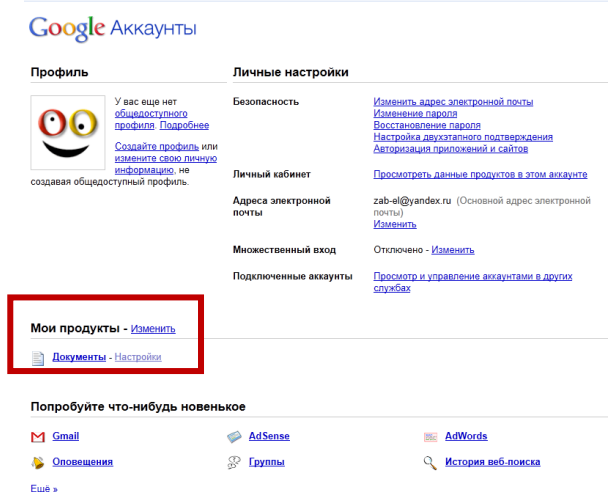 Google Аккаунты
Профиль
У вас еще нет
общедоступного
профиля. Подробнее
Создайте профиль или
измените свою личную
информацию, не
создавая общедоступный профиль.
Личные настройки
Безопасность
Изменить адрес электронной почты
Изменение пароля
Восстановление пароля
Настройка двухэтапного подтверждения
Авторизация приложений и сайтов
Личный кабинет
Просмотреть данные продуктов в этом аккаунте
Адреса электронной
почты
zab-el@yandex.ru (Основной адрес электронной
почты)
Изменить
Множественный вход
Отключено - Изменить
Подключенные аккаунты
Просмотр и управление аккаунтами в других
службах
Мои продукты - Изменить
Документы - Настройки
Попробуйте что-нибудь новенькое
Gmail
AdSense
AdWords
Оповещения
Группы
История веб-поиска
Ещё »